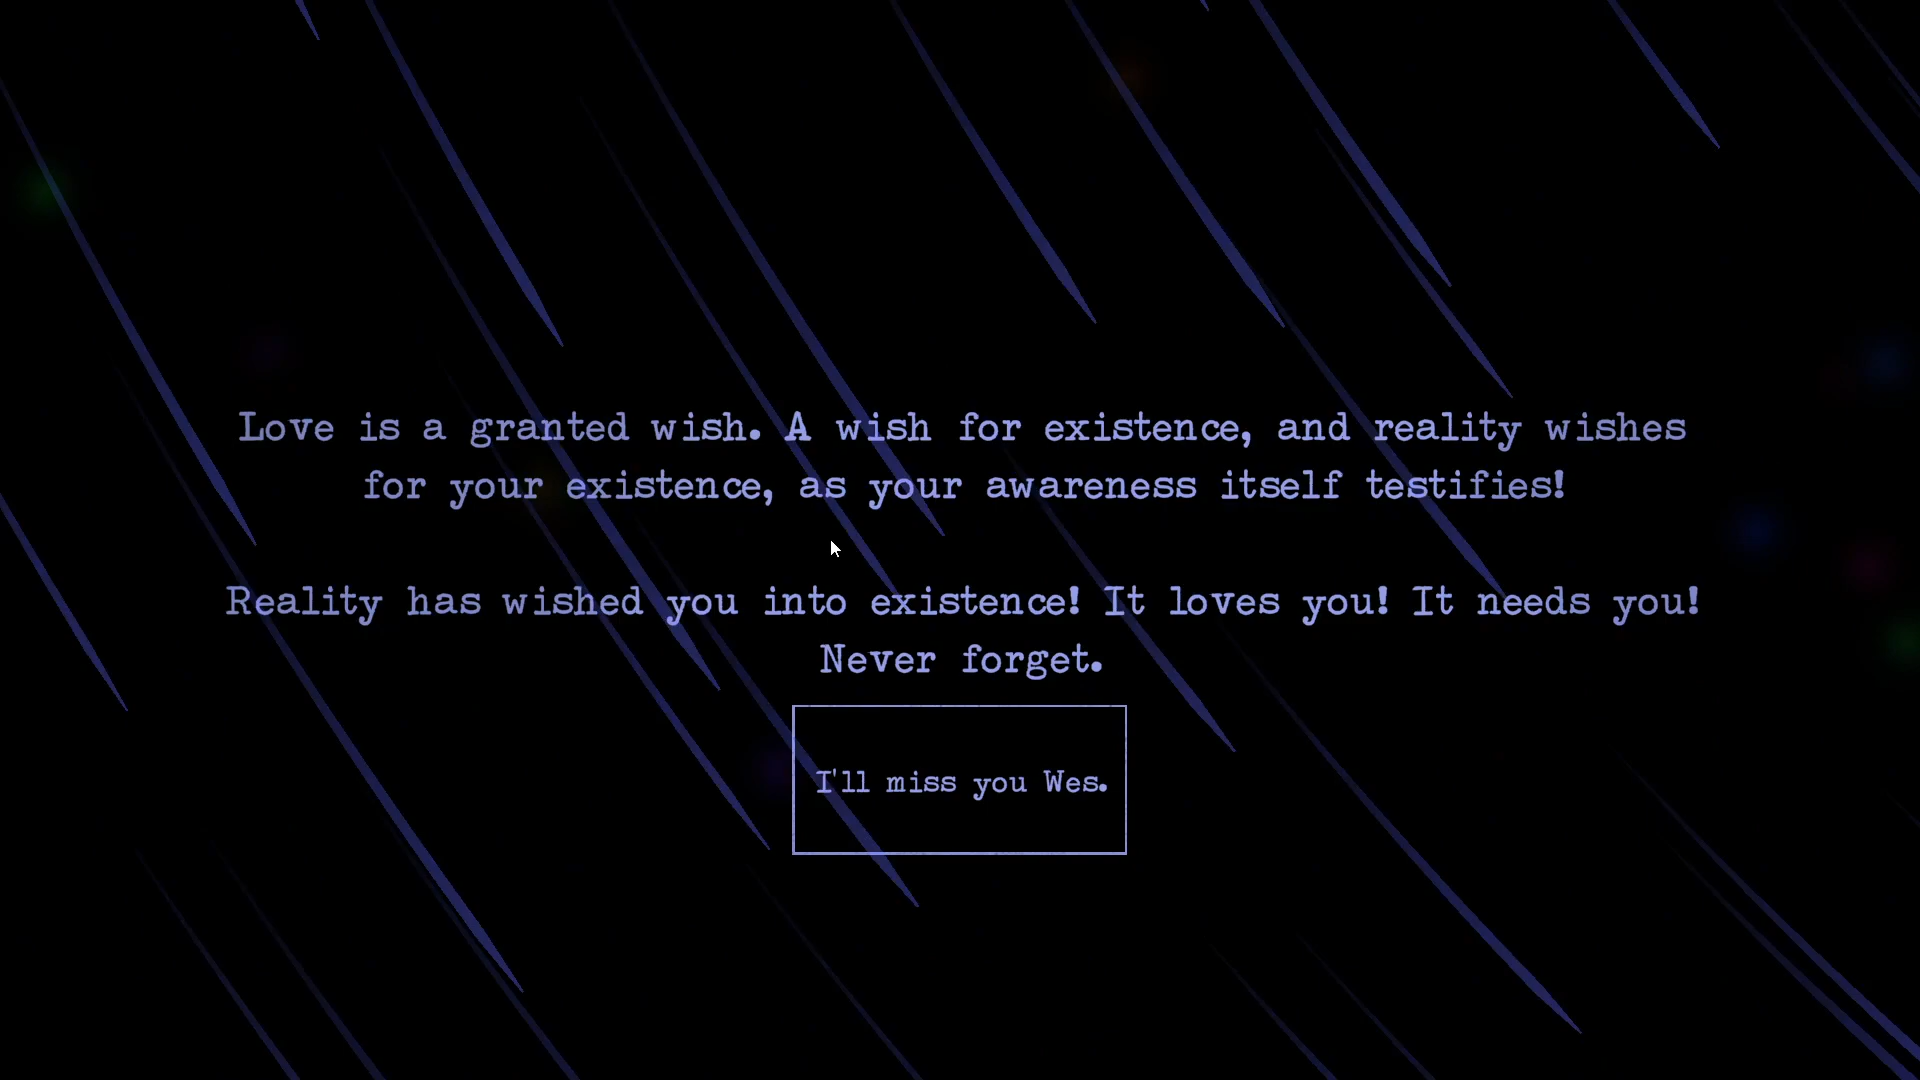 Love is a granted wish. A wish for existence, and reality wishes
for your existence, as your awareness itself testifies!
Reality has wished you into existence! It loves you! It needs you!
Never forget.
I'll miss you Wes.